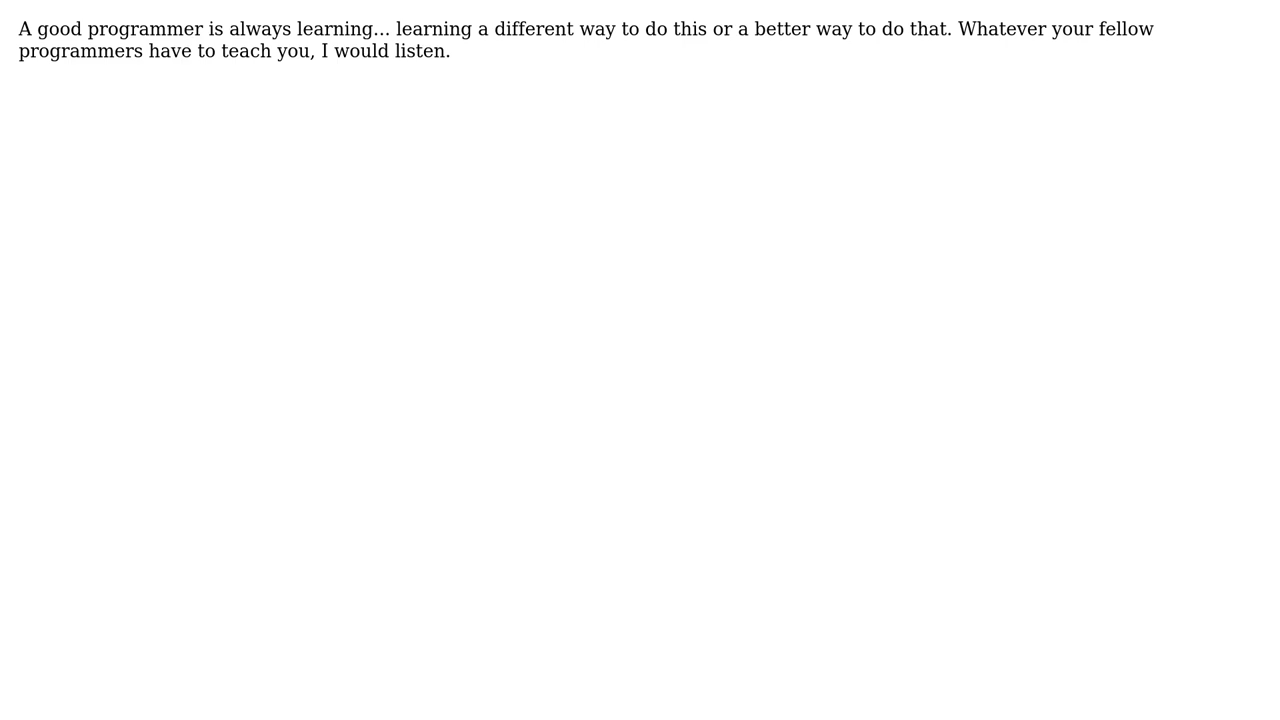 A good programmer is always learning... learning a different way to do this or a better way to do that. Whatever your fellow
programmers have to teach you, I would listen.